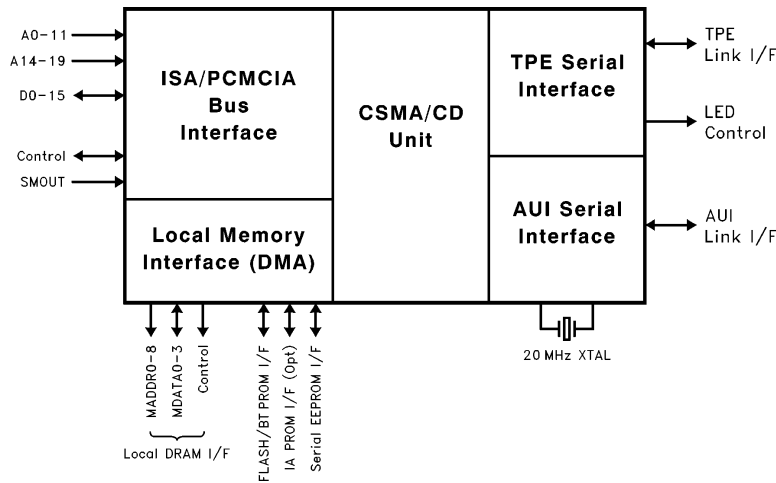 A0-11
A14-19
D0-15
Control
SMOUT
ISA/PCMCIA
Bus
Interface
Local Memory
Interface (DMA)
CSMA/CD
Unit
TPE Serial
Interface
AUI Serial
Interface
TPE
Link I/F
LED
Control
AUI
Link I/F
20 MHz XTAL
MADDR0-8
MDATA0-3
Control
Local DRAM I/F
FLASH/BT PROM I/F
IA PROM I/F (Opt)
Serial EEPROM I/F